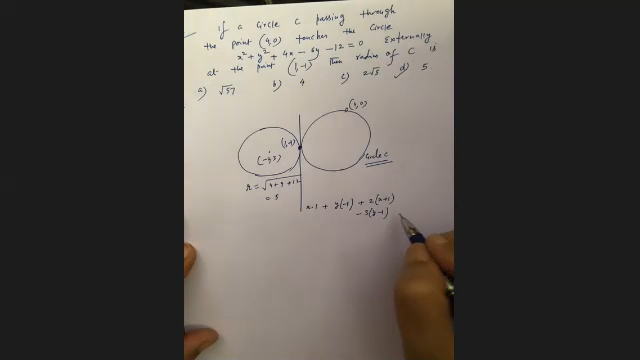 If a Circle C passing through
the point (4,0) touches the Circle
x² + y² + 4x - 6y - 12 = 0 Externally
at the point (1,-1) Then radius of C is
a) √57 b) 4 c) 2√5 d) 5
(4,0)
(1,-1)
(-2,3)
Circle C
r = √4+9+12
= 5
x·1 + y(-1) + 2(x+1)
- 3(y-1)